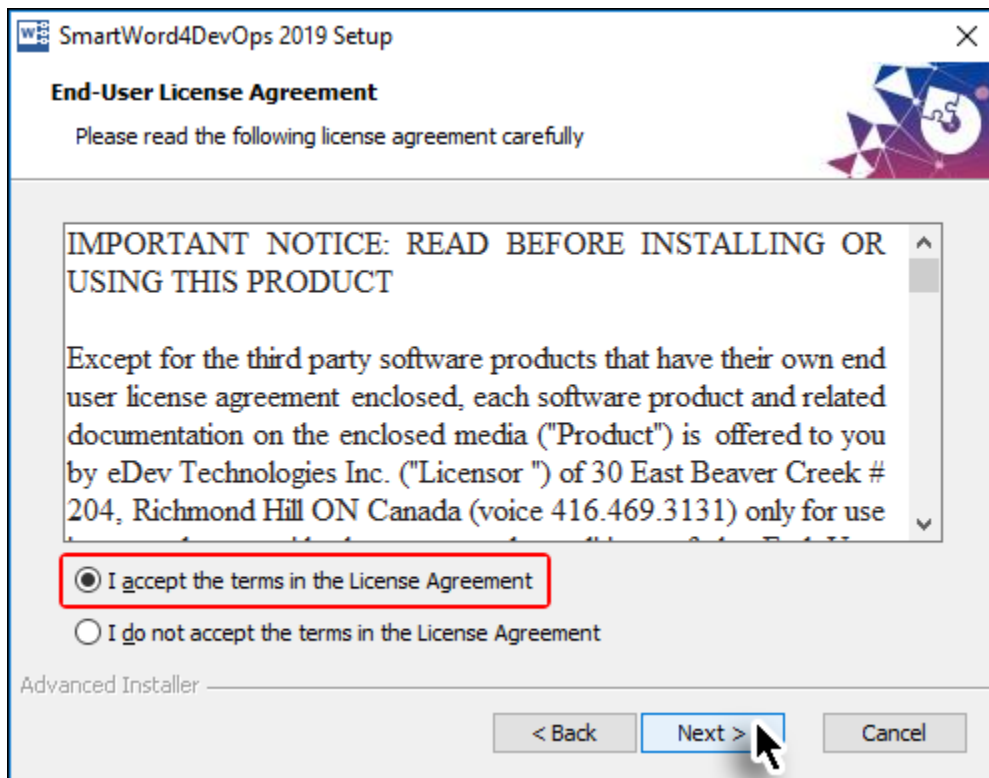 SmartWord4DevOps 2019 Setup
End-User License Agreement
Please read the following license agreement carefully
IMPORTANT NOTICE: READ BEFORE INSTALLING OR
USING THIS PRODUCT
Except for the third party software products that have their own end
user license agreement enclosed, each software product and related
documentation on the enclosed media ("Product") is offered to you
by eDev Technologies Inc. ("Licensor ") of 30 East Beaver Creek #
204, Richmond Hill ON Canada (voice 416.469.3131) only for use
I accept the terms in the License Agreement
I do not accept the terms in the License Agreement
Advanced Installer
< Back Next > Cancel